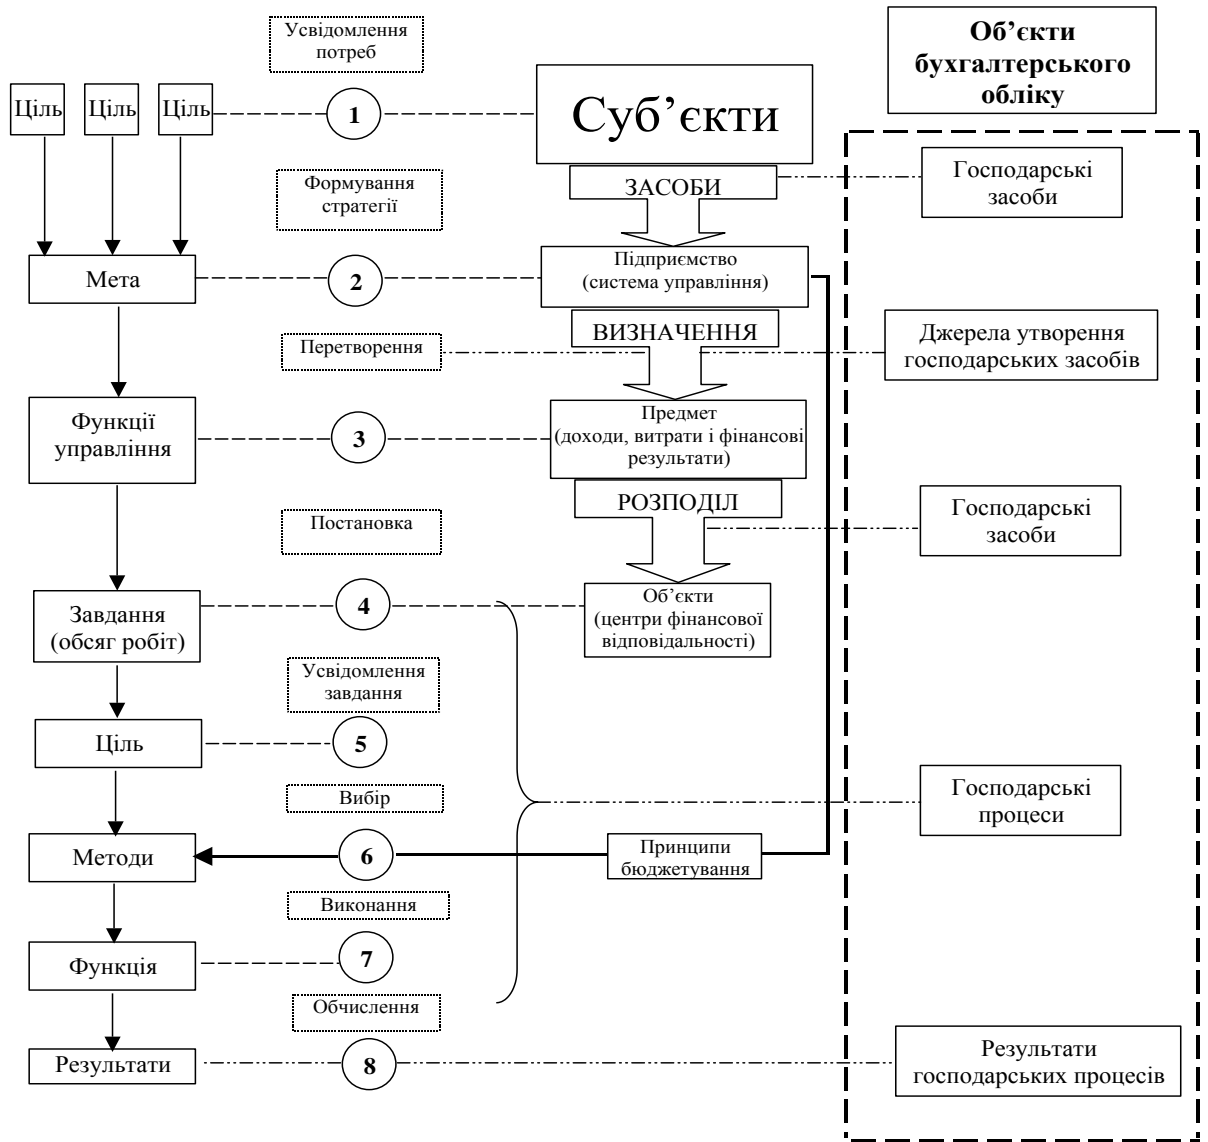 Усвідомлення
потреб
Об’єкти
бухгалтерського
обліку
Ціль
Ціль
Ціль
1
Суб’єкти
Формування
стратегії
ЗАСОБИ
Господарські
засоби
Мета
2
Підприємство
(система управління)
Перетворення
ВИЗНАЧЕННЯ
Джерела утворення
господарських засобів
Функції
управління
3
Предмет
(доходи, витрати і фінансові
результати)
Постановка
РОЗПОДІЛ
Господарські
засоби
Завдання
(обсяг робіт)
4
Об’єкти
(центри фінансової
відповідальності)
Усвідомлення
завдання
Ціль
5
Вибір
Господарські
процеси
Методи
6
Принципи
бюджетування
Виконання
Функція
7
Обчислення
Результати
8
Результати
господарських процесів